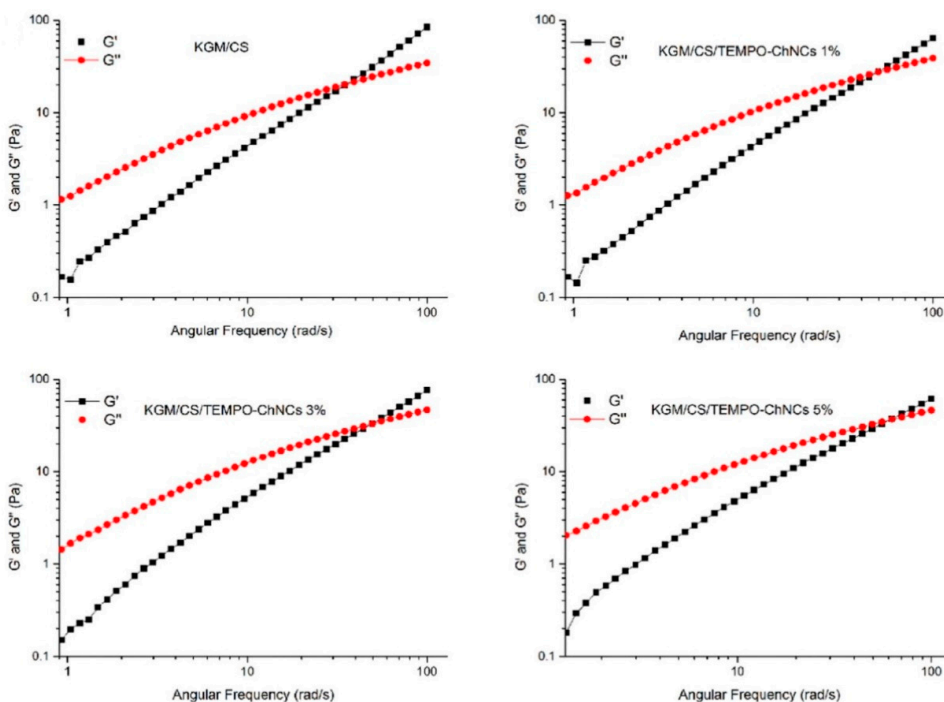 G'
G"
KGM/CS
100
10
1
0.1
G' and G" (Pa)
1
10
100
Angular Frequency (rad/s)
G'
G"
KGM/CS/TEMPO-ChNCs 1%
100
10
1
0.1
G' and G" (Pa)
1
10
100
Angular Frequency (rad/s)
G'
G"
KGM/CS/TEMPO-ChNCs 3%
100
10
1
0.1
G' and G" (Pa)
1
10
100
Angular Frequency (rad/s)
G'
G"
KGM/CS/TEMPO-ChNCs 5%
100
10
1
0.1
G' and G" (Pa)
10
100
Angular Frequency (rad/s)